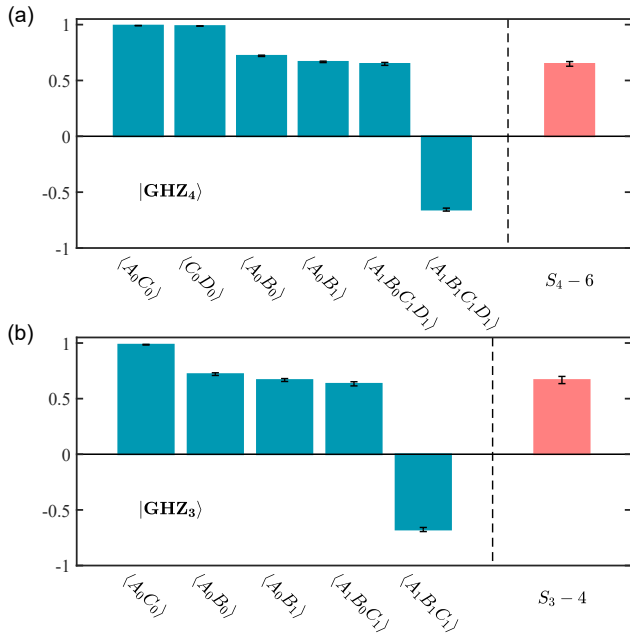 (a)
1
0.5
0
-0.5
-1
|GHZ₄⟩
⟨A₀C₀⟩
⟨C₀D₀⟩
⟨A₀B₀⟩
⟨A₀B₁⟩
⟨A₁B₀C₁D₁⟩
⟨A₁B₁C₁D₁⟩
S₄ − 6
(b)
1
0.5
0
-0.5
-1
|GHZ₃⟩
⟨A₀C₀⟩
⟨A₀B₀⟩
⟨A₀B₁⟩
⟨A₁B₀C₁⟩
⟨A₁B₁C₁⟩
S₃ − 4